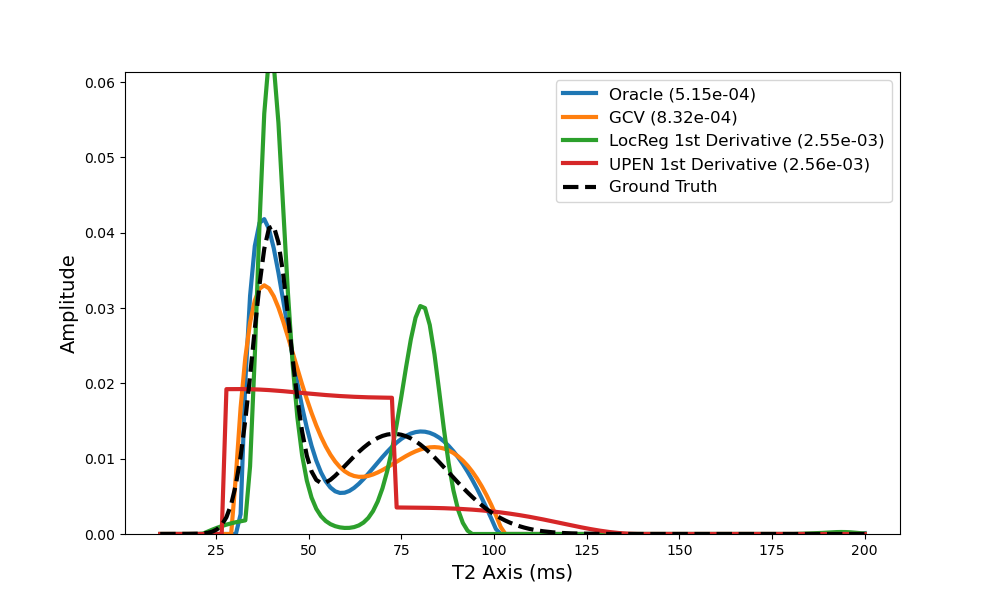 Oracle (5.15e-04)
GCV (8.32e-04)
LocReg 1st Derivative (2.55e-03)
UPEN 1st Derivative (2.56e-03)
Ground Truth
Amplitude
0.06
0.05
0.04
0.03
0.02
0.01
0.00
25 50 75 100 125 150 175 200
T2 Axis (ms)